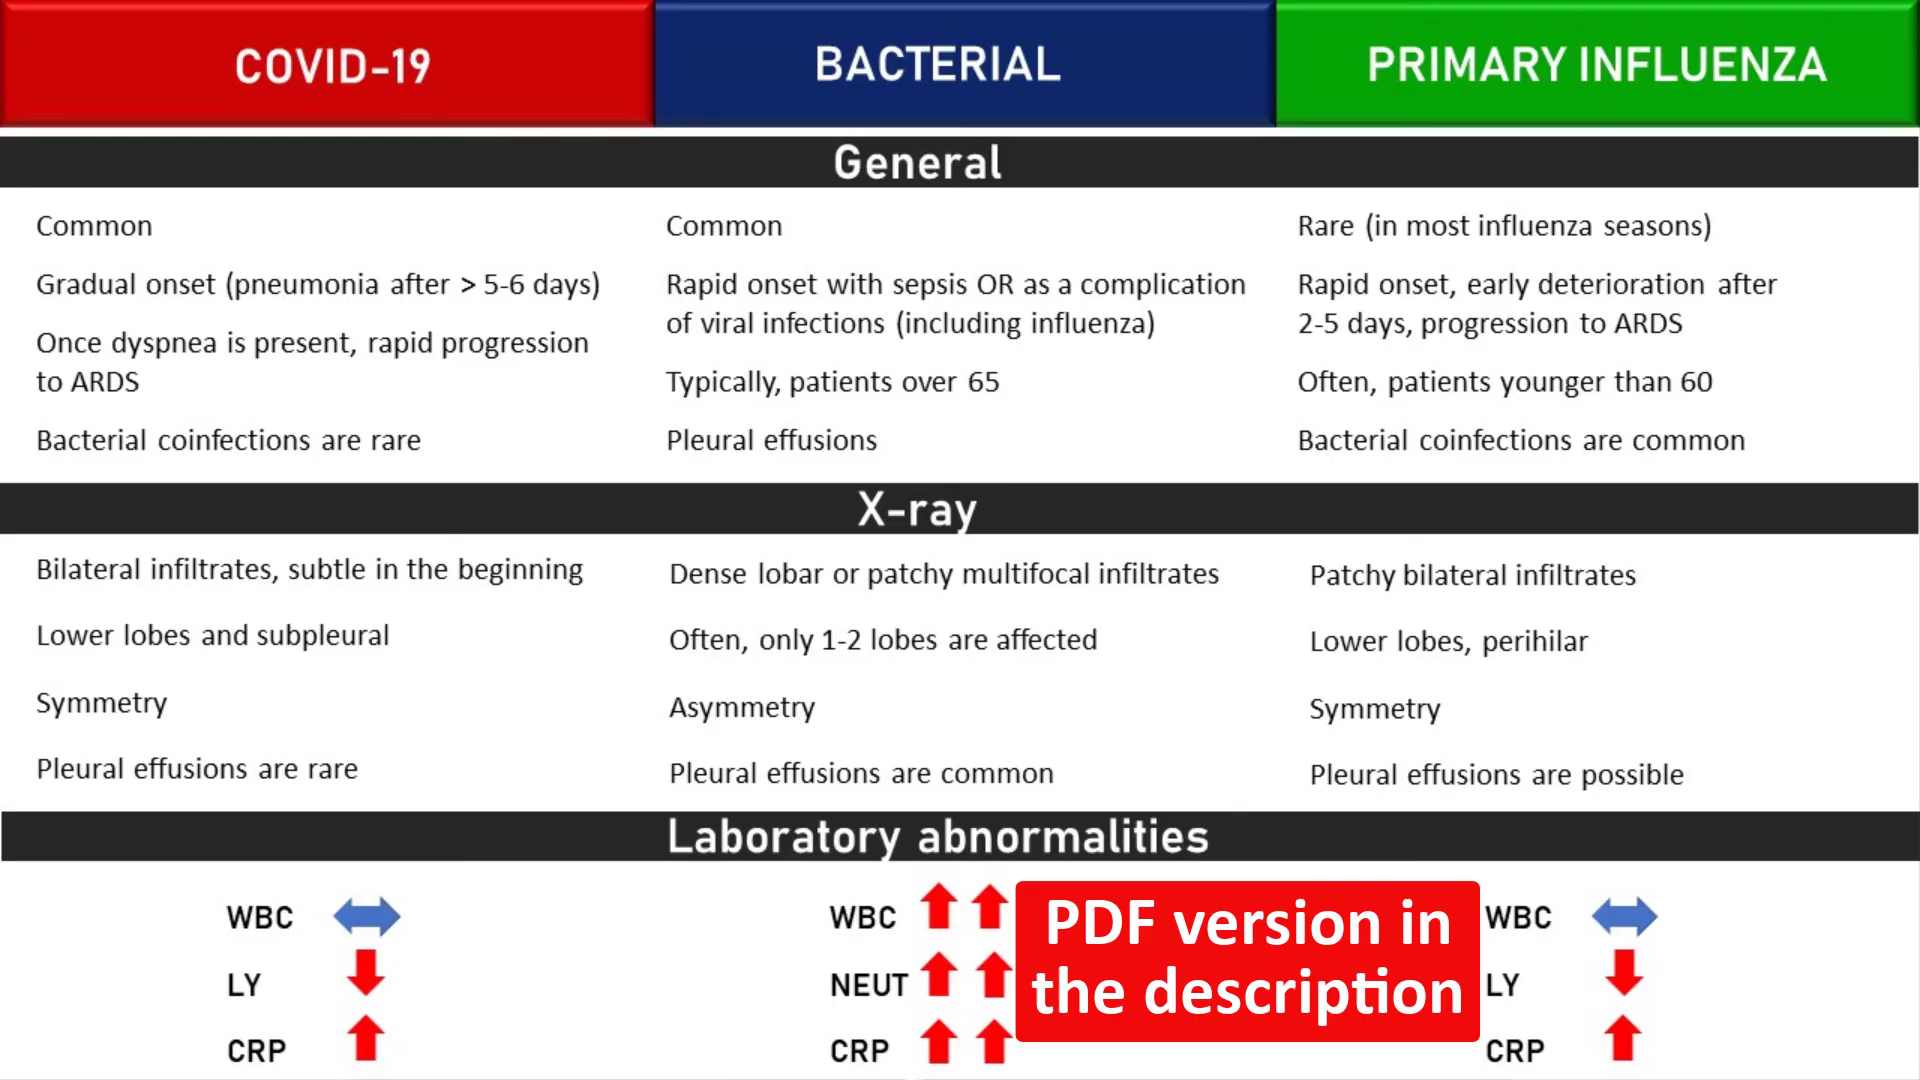 COVID-19
BACTERIAL
PRIMARY INFLUENZA
General
Common
Gradual onset (pneumonia after > 5-6 days)
Once dyspnea is present, rapid progression
to ARDS
Bacterial coinfections are rare
Common
Rapid onset with sepsis OR as a complication
of viral infections (including influenza)
Typically, patients over 65
Pleural effusions
Rare (in most influenza seasons)
Rapid onset, early deterioration after
2-5 days, progression to ARDS
Often, patients younger than 60
Bacterial coinfections are common
X-ray
Bilateral infiltrates, subtle in the beginning
Lower lobes and subpleural
Symmetry
Pleural effusions are rare
Dense lobar or patchy multifocal infiltrates
Often, only 1-2 lobes are affected
Asymmetry
Pleural effusions are common
Patchy bilateral infiltrates
Lower lobes, perihilar
Symmetry
Pleural effusions are possible
Laboratory abnormalities
WBC
LY
CRP
WBC
NEUT
CRP
PDF version in
the description
WBC
LY
CRP